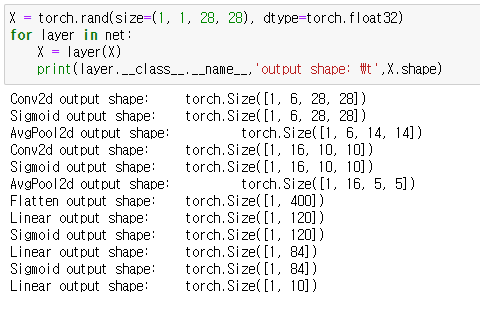 X = torch.rand(size=(1, 1, 28, 28), dtype=torch.float32)
for layer in net:
    X = layer(X)
    print(layer.__class__.__name__,'output shape: ₩t',X.shape)
Conv2d output shape: 	 torch.Size([1, 6, 28, 28])
Sigmoid output shape: 	 torch.Size([1, 6, 28, 28])
AvgPool2d output shape: 	 torch.Size([1, 6, 14, 14])
Conv2d output shape: 	 torch.Size([1, 16, 10, 10])
Sigmoid output shape: 	 torch.Size([1, 16, 10, 10])
AvgPool2d output shape: 	 torch.Size([1, 16, 5, 5])
Flatten output shape: 	 torch.Size([1, 400])
Linear output shape: 	 torch.Size([1, 120])
Sigmoid output shape: 	 torch.Size([1, 120])
Linear output shape: 	 torch.Size([1, 84])
Sigmoid output shape: 	 torch.Size([1, 84])
Linear output shape: 	 torch.Size([1, 10])